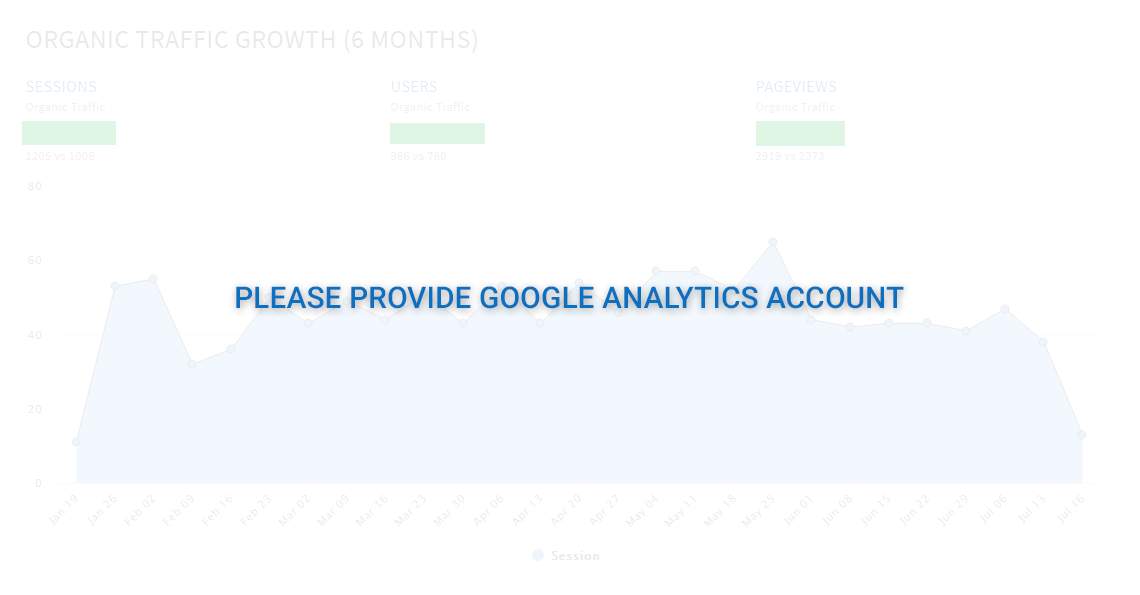 ORGANIC TRAFFIC GROWTH (6 MONTHS)
SESSIONS USERS PAGEVIEWS
Organic Traffic Organic Traffic Organic Traffic
1205 vs 1006 966 vs 780 2919 vs 2373
80
60
PLEASE PROVIDE GOOGLE ANALYTICS ACCOUNT
40
20
0
Jan 19 Jan 26 Feb 02 Feb 09 Feb 16 Feb 23 Mar 02 Mar 09 Mar 16 Mar 23 Mar 30 Apr 06 Apr 13 Apr 20 Apr 27 May 04 May 11 May 18 May 25 Jun 01 Jun 08 Jun 15 Jun 22 Jun 29 Jul 06 Jul 13 Jul 16
Session